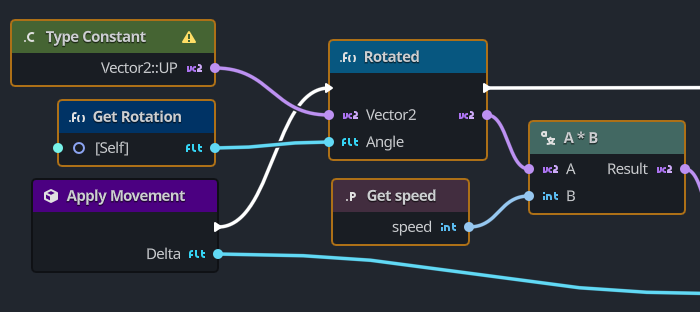 .C Type Constant
Vector2::UP vc2
.f() Get Rotation
[Self] flt
Apply Movement
Delta flt
.f() Rotated
vc2 Vector2 vc2
flt Angle
.P Get speed
speed int
A * B
vc2 A Result vc2
int B